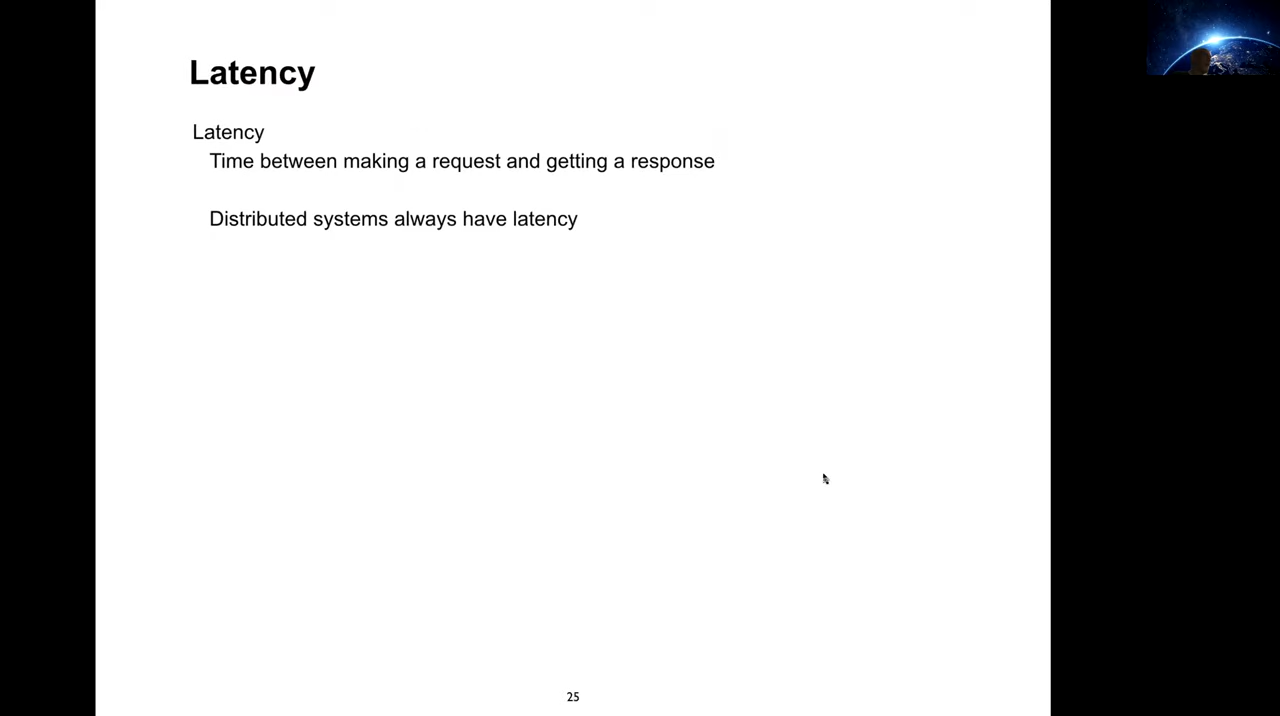 Latency
Latency
Time between making a request and getting a response
Distributed systems always have latency
25